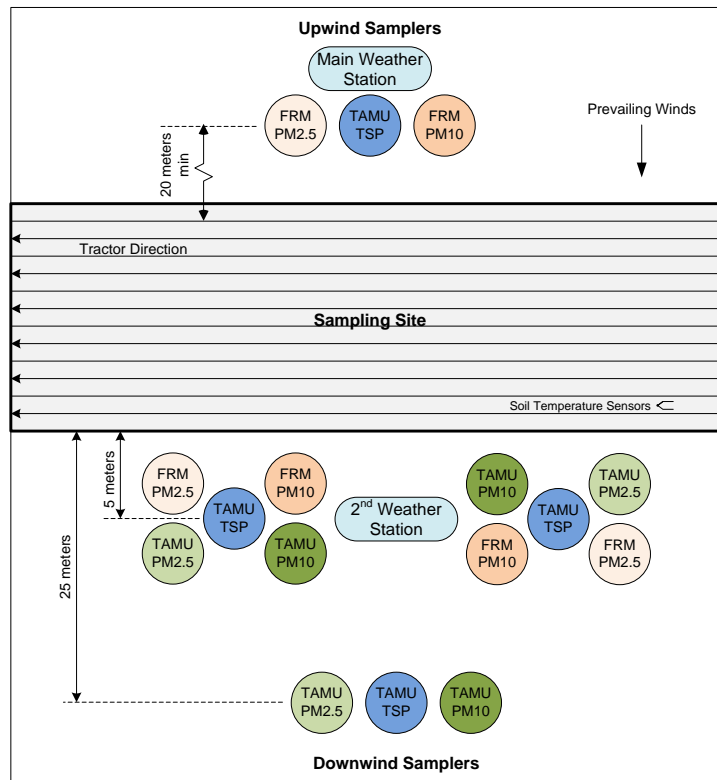 Upwind Samplers
Main Weather
Station
FRM
PM2.5
TAMU
TSP
FRM
PM10
Prevailing Winds
20 meters
min
Tractor Direction
Sampling Site
Soil Temperature Sensors
5 meters
25 meters
FRM
PM2.5
FRM
PM10
TAMU
TSP
TAMU
PM2.5
TAMU
PM10
2nd Weather
Station
TAMU
PM10
TAMU
PM2.5
TAMU
TSP
FRM
PM10
FRM
PM2.5
TAMU
PM2.5
TAMU
TSP
TAMU
PM10
Downwind Samplers